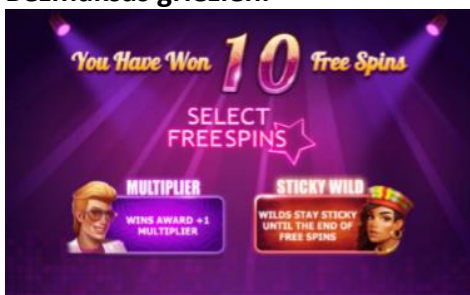 You Have Won 10 Free Spins
SELECT
FREESPINS
MULTIPLIER
WINS AWARD +1
MULTIPLIER
STICKY WILD
WILDS STAY STICKY
UNTIL THE END OF
FREE SPINS